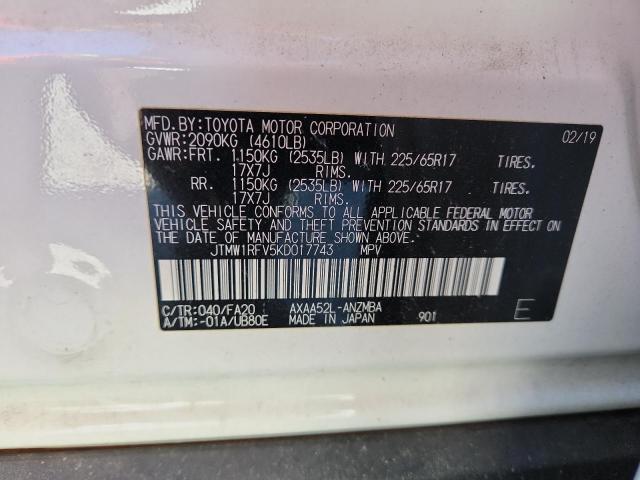 MFD.BY:TOYOTA MOTOR CORPORATION 02/19
GVWR:2090KG (4610LB)
GAWR:FRT. 1150KG (2535LB) WITH 225/65R17 TIRES.
17X7J RIMS.
RR. 1150KG (2535LB) WITH 225/65R17 TIRES.
17X7J RIMS.
THIS VEHICLE CONFORMS TO ALL APPLICABLE FEDERAL MOTOR
VEHICLE SAFETY AND THEFT PREVENTION STANDARDS IN EFFECT ON
THE DATE OF MANUFACTURE SHOWN ABOVE.
JTMW1RFV5KD017743 MPV
C/TR:040/FA20 AXAA52L-ANZMBA
A/TM:-01A/UB80E MADE IN JAPAN 901 E